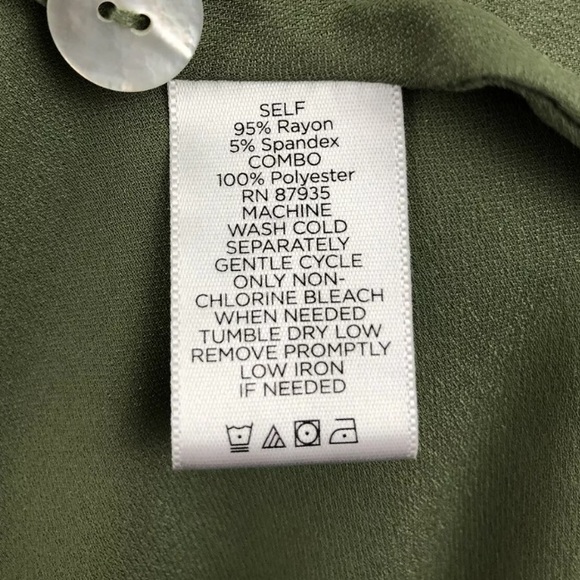 SELF
95% Rayon
5% Spandex
COMBO
100% Polyester
RN 87935
MACHINE
WASH COLD
SEPARATELY
GENTLE CYCLE
ONLY NON-
CHLORINE BLEACH
WHEN NEEDED
TUMBLE DRY LOW
REMOVE PROMPTLY
LOW IRON
IF NEEDED